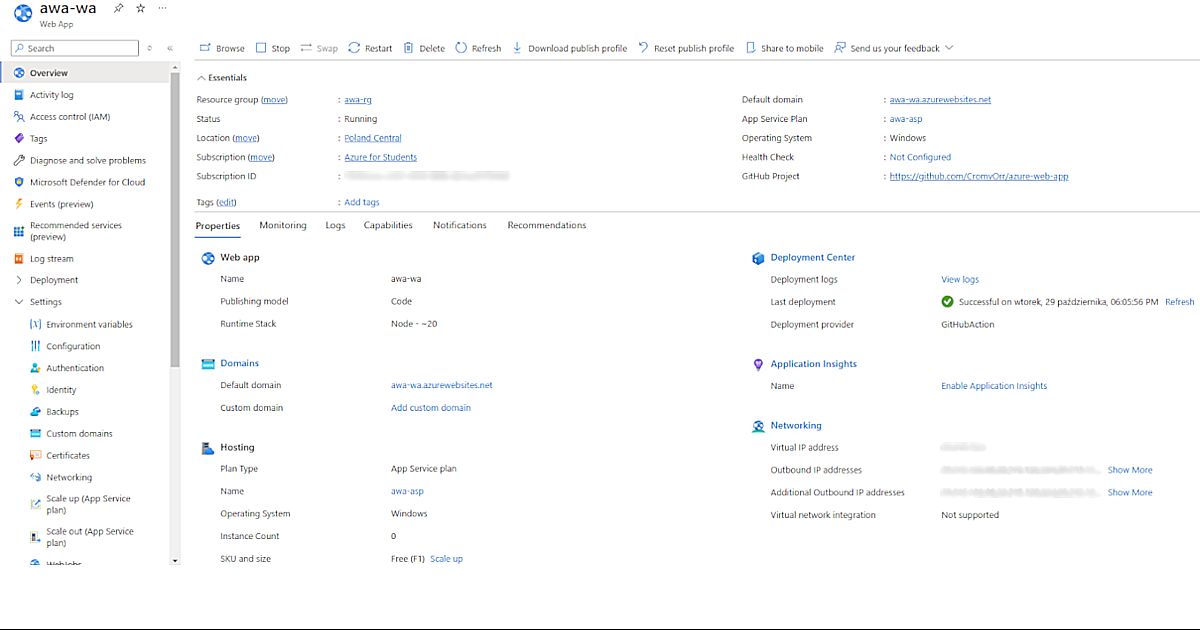 awa-wa
Web App
Search
Browse Stop Swap Restart Delete Refresh Download publish profile Reset publish profile Share to mobile Send us your feedback
Overview
Activity log
Access control (IAM)
Tags
Diagnose and solve problems
Microsoft Defender for Cloud
Events (preview)
Recommended services
(preview)
Log stream
Deployment
Settings
Environment variables
Configuration
Authentication
Identity
Backups
Custom domains
Certificates
Networking
Scale up (App Service
plan)
Scale out (App Service
plan)
WebJobs
Essentials
Resource group (move) : awa-rg
Status : Running
Location (move) : Poland Central
Subscription (move) : Azure for Students
Subscription ID :
Tags (edit) : Add tags
Default domain : awa-wa.azurewebsites.net
App Service Plan : awa-asp
Operating System : Windows
Health Check : Not Configured
GitHub Project : https://github.com/CromvOrr/azure-web-app
Properties Monitoring Logs Capabilities Notifications Recommendations
Web app
Name awa-wa
Publishing model Code
Runtime Stack Node - ~20
Domains
Default domain awa-wa.azurewebsites.net
Custom domain Add custom domain
Hosting
Plan Type App Service plan
Name awa-asp
Operating System Windows
Instance Count 0
SKU and size Free (F1) Scale up
Deployment Center
Deployment logs View logs
Last deployment Successful on wtorek, 29 października, 06:05:56 PM Refresh
Deployment provider GitHubAction
Application Insights
Name Enable Application Insights
Networking
Virtual IP address
Outbound IP addresses Show More
Additional Outbound IP addresses Show More
Virtual network integration Not supported